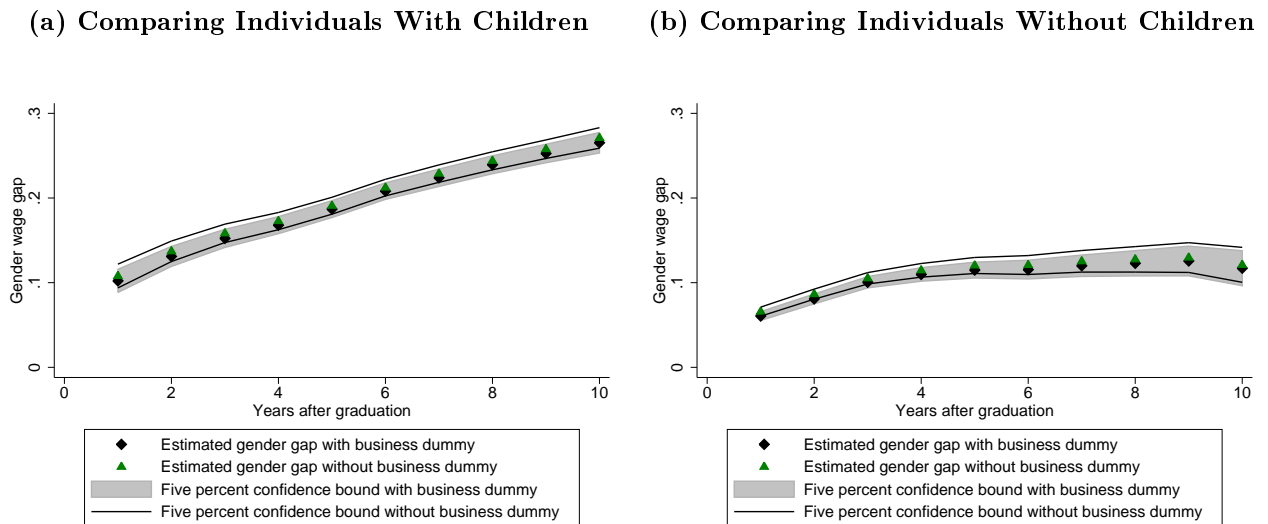 (a) Comparing Individuals With Children
Gender wage gap
.3
.2
.1
0
0 2 4 6 8 10
Years after graduation
Estimated gender gap with business dummy
Estimated gender gap without business dummy
Five percent confidence bound with business dummy
Five percent confidence bound without business dummy
(b) Comparing Individuals Without Children
Gender wage gap
.3
.2
.1
0
0 2 4 6 8 10
Years after graduation
Estimated gender gap with business dummy
Estimated gender gap without business dummy
Five percent confidence bound with business dummy
Five percent confidence bound without business dummy